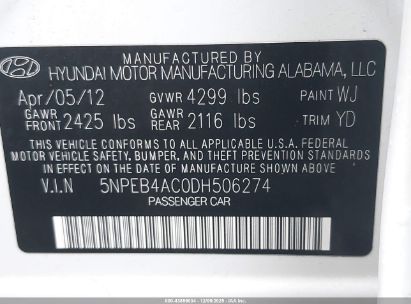 MANUFACTURED BY
HYUNDAI MOTOR MANUFACTURING ALABAMA, LLC
Apr/05/12 GVWR 4299 lbs PAINT WJ
GAWR FRONT 2425 lbs GAWR REAR 2116 lbs TRIM YD
THIS VEHICLE CONFORMS TO ALL APPLICABLE U.S.A. FEDERAL
MOTOR VEHICLE SAFETY, BUMPER, AND THEFT PREVENTION STANDARDS
IN EFFECT ON THE DATE OF MANUFACTURE SHOWN ABOVE.
V.I.N 5NPEB4AC0DH506274
PASSENGER CAR